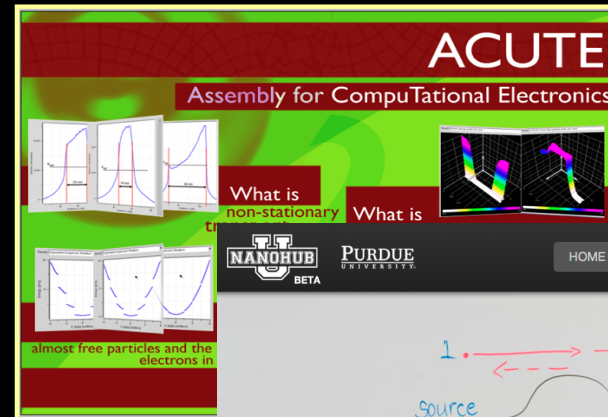 ACUTE
Assembly for CompuTational Electronics
What is
non-stationary
What is
almost free particles and the
electrons in
U
NANOHUB
BETA
PURDUE
UNIVERSITY.
HOME
1.
source